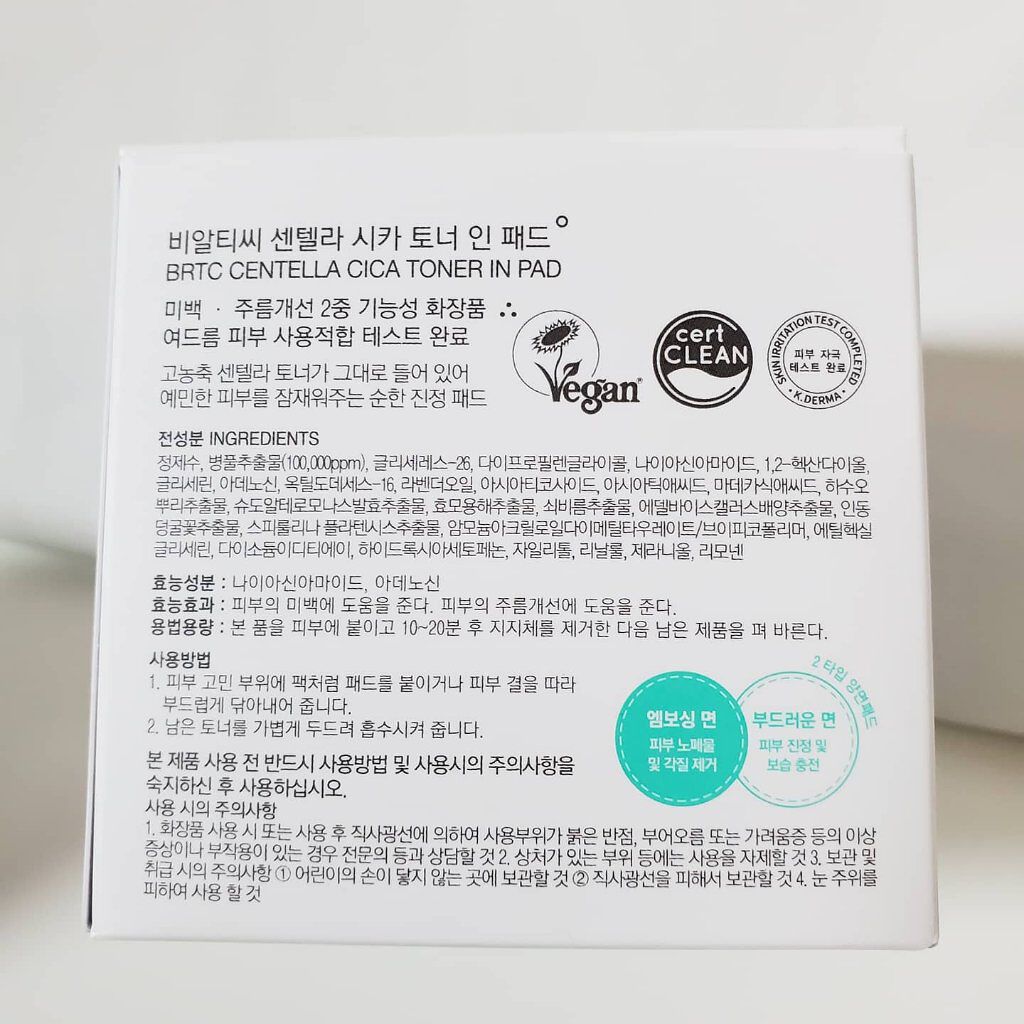 비알티씨 센텔라 시카 토너 인 패드
BRTC CENTELLA CICA TONER IN PAD
미백 · 주름개선 2중 기능성 화장품
여드름 피부 사용적합 테스트 완료
고농축 센텔라 토너가 그대로 들어 있어
예민한 피부를 잠재워주는 순한 진정 패드
Vegan
cert
CLEAN
SKIN IRRITATION TEST COMPLETED
피부 자극
테스트 완료
· K.DERMA ·
전성분 INGREDIENTS
정제수, 병풀추출물(100,000ppm), 글리세레스-26, 다이프로필렌글라이콜, 나이아신아마이드, 1,2-헥산다이올,
글리세린, 아데노신, 옥틸도데세스-16, 라벤더오일, 아시아티코사이드, 아시아틱애씨드, 마데카식애씨드, 하수오
뿌리추출물, 슈도알테로모나스발효추출물, 효모용해추출물, 쇠비름추출물, 에델바이스캘러스배양추출물, 인동
덩굴꽃추출물, 스피룰리나 플라텐시스추출물, 암모늄아크릴로일다이메틸타우레이트/브이피코폴리머, 에틸헥실
글리세린, 다이소듐이디티에이, 하이드록시아세토페논, 자일리톨, 리날룰, 제라니올, 리모넨
효능성분 : 나이아신아마이드, 아데노신
효능효과 : 피부의 미백에 도움을 준다. 피부의 주름개선에 도움을 준다.
용법용량 : 본 품을 피부에 붙이고 10~20분 후 지지체를 제거한 다음 남은 제품을 펴 바른다.
사용방법
1. 피부 고민 부위에 팩처럼 패드를 붙이거나 피부 결을 따라
부드럽게 닦아내어 줍니다.
2. 남은 토너를 가볍게 두드려 흡수시켜 줍니다.
2 타입 양면패드
엠보싱 면
피부 노폐물
및 각질 제거
부드러운 면
피부 진정 및
보습 충전
본 제품 사용 전 반드시 사용방법 및 사용시의 주의사항을
숙지하신 후 사용하십시오.
사용 시의 주의사항
1. 화장품 사용 시 또는 사용 후 직사광선에 의하여 사용부위가 붉은 반점, 부어오름 또는 가려움증 등의 이상
증상이나 부작용이 있는 경우 전문의 등과 상담할 것 2. 상처가 있는 부위 등에는 사용을 자제할 것 3. 보관 및
취급 시의 주의사항 ① 어린이의 손이 닿지 않는 곳에 보관할 것 ② 직사광선을 피해서 보관할 것 4. 눈 주위를
피하여 사용 할 것